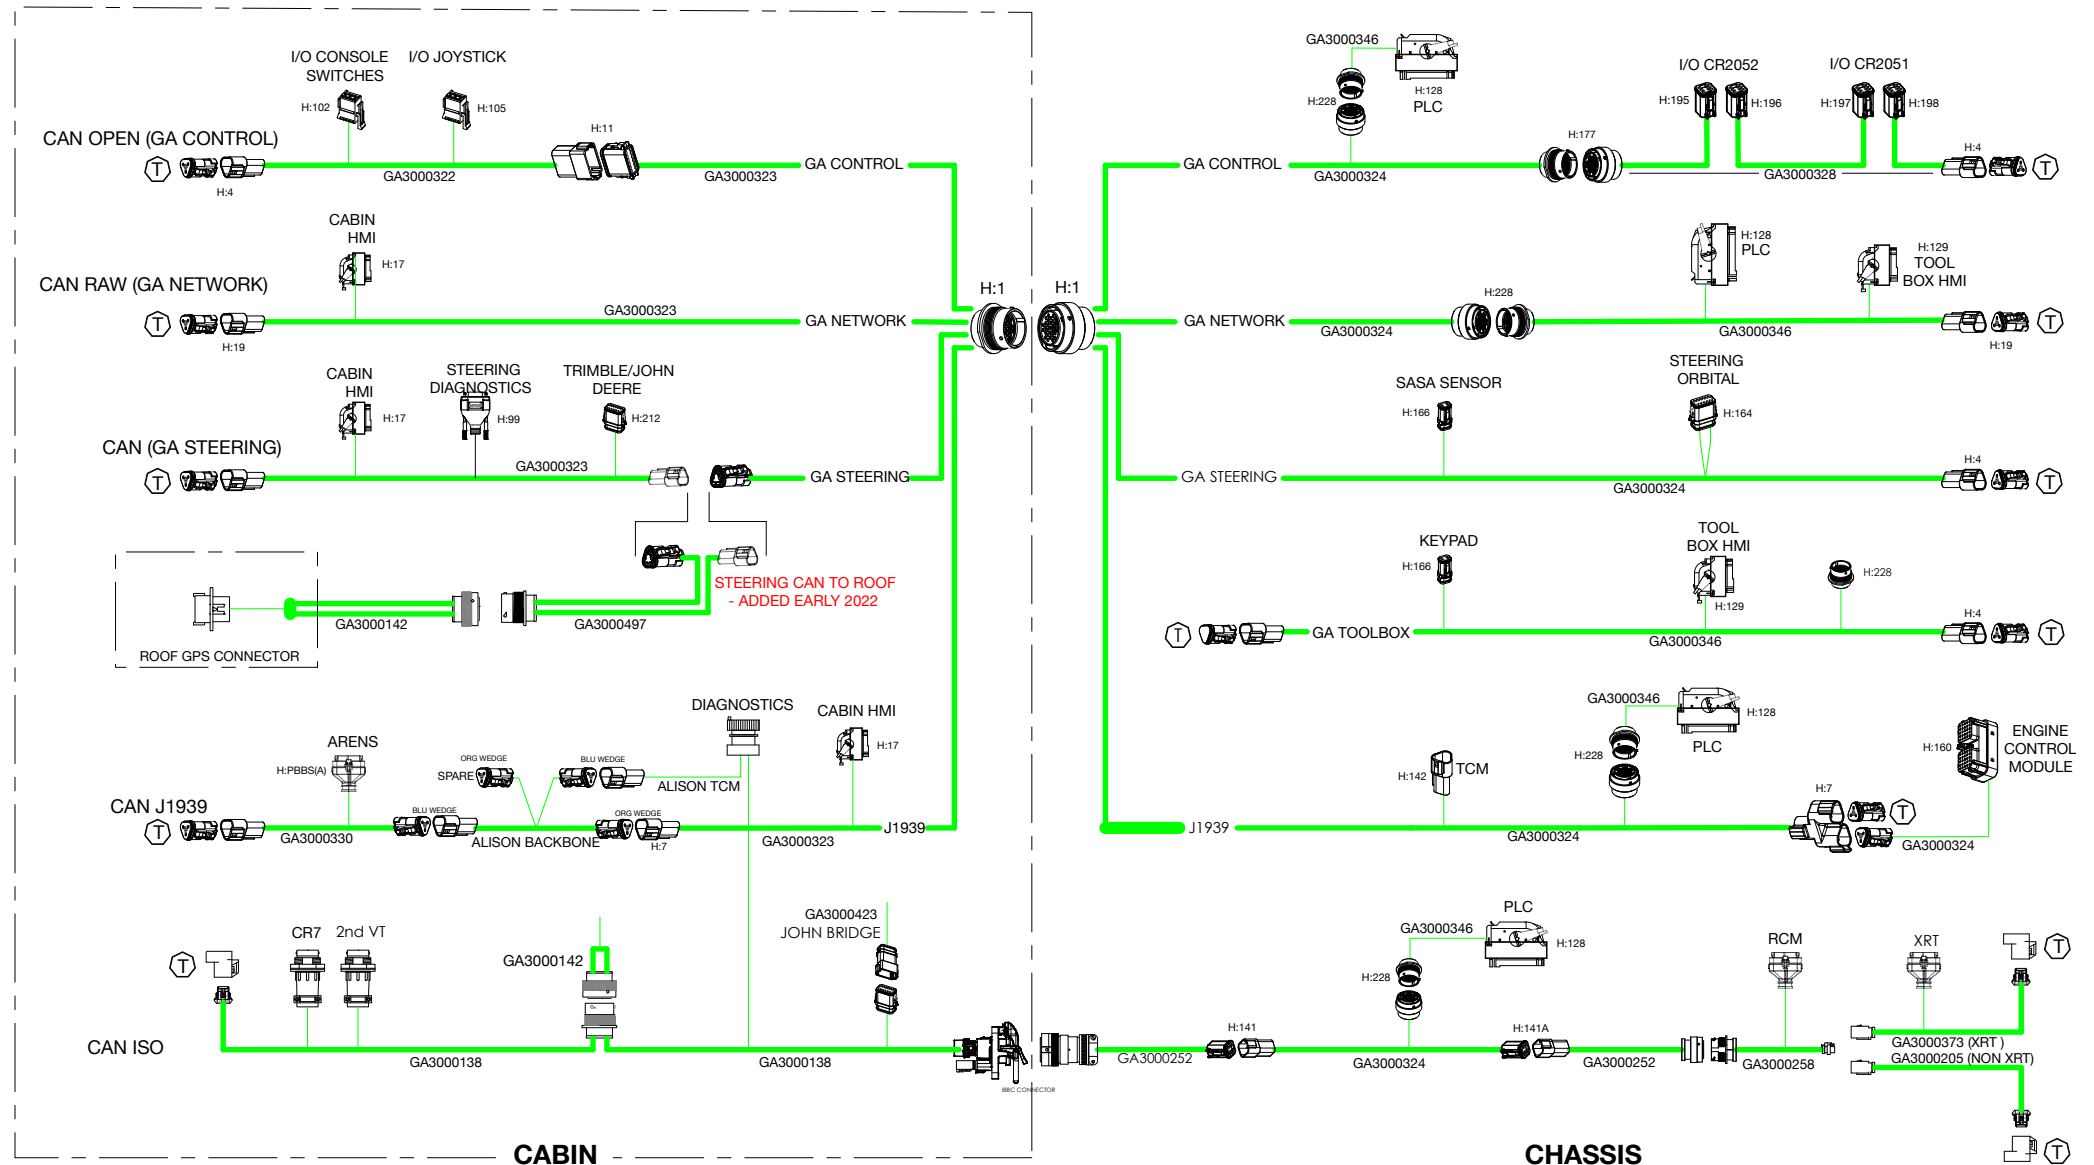 I/O CONSOLE
SWITCHES
H:102
I/O JOYSTICK
H:105
CAN OPEN (GA CONTROL)
T
H:4
GA3000322
H:11
GA3000323
GA CONTROL
CABIN
HMI
H:17
CAN RAW (GA NETWORK)
T
H:19
GA3000323
GA NETWORK
H:1
CABIN
HMI
H:17
STEERING
DIAGNOSTICS
H:99
TRIMBLE/JOHN
DEERE
H:212
CAN (GA STEERING)
T
GA3000323
GA STEERING
STEERING CAN TO ROOF
- ADDED EARLY 2022
GA3000142
GA3000497
ROOF GPS CONNECTOR
ARENS
H:PBBS(A)
ORG WEDGE
SPARE
BLU WEDGE
ALISON TCM
DIAGNOSTICS
CABIN HMI
H:17
CAN J1939
T
GA3000330
BLU WEDGE
ALISON BACKBONE
ORG WEDGE
H:7
GA3000323
J1939
T
CR7
2nd VT
GA3000142
GA3000423
JOHN BRIDGE
CAN ISO
GA3000138
GA3000138
IBBC CONNECTOR
CABIN
GA3000346
H:228
H:128
PLC
I/O CR2052
H:195
H:196
I/O CR2051
H:197
H:198
GA CONTROL
GA3000324
H:177
GA3000328
H:4
T
H:1
GA NETWORK
GA3000324
H:228
H:128
PLC
H:129
TOOL
BOX HMI
GA3000346
H:19
T
SASA SENSOR
H:166
STEERING
ORBITAL
H:164
GA STEERING
GA3000324
H:4
T
KEYPAD
H:166
TOOL
BOX HMI
H:129
H:228
T
GA TOOLBOX
GA3000346
H:4
T
H:142
TCM
GA3000346
H:228
H:128
PLC
H:160
ENGINE
CONTROL
MODULE
J1939
GA3000324
H:7
T
GA3000324
GA3000346
PLC
H:128
H:228
RCM
XRT
T
GA3000252
H:141
GA3000324
H:141A
GA3000252
GA3000258
GA3000373 (XRT )
GA3000205 (NON XRT)
T
CHASSIS